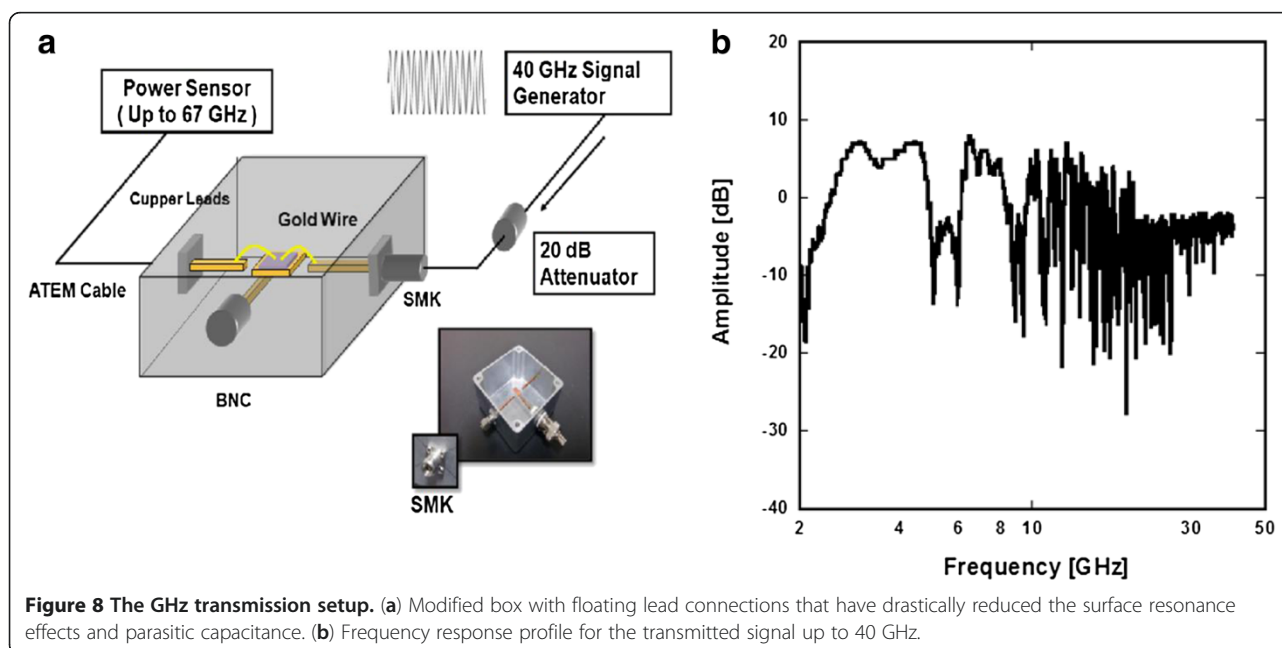 a
Power Sensor
( Up to 67 GHz )
40 GHz Signal
Generator
Cupper Leads
Gold Wire
20 dB
Attenuator
ATEM Cable
SMK
BNC
SMK
b
20
10
0
-10
-20
-30
-40
Amplitude [dB]
2
4
6
8
10
30
50
Frequency [GHz]
Figure 8 The GHz transmission setup. (a) Modified box with floating lead connections that have drastically reduced the surface resonance
effects and parasitic capacitance. (b) Frequency response profile for the transmitted signal up to 40 GHz.